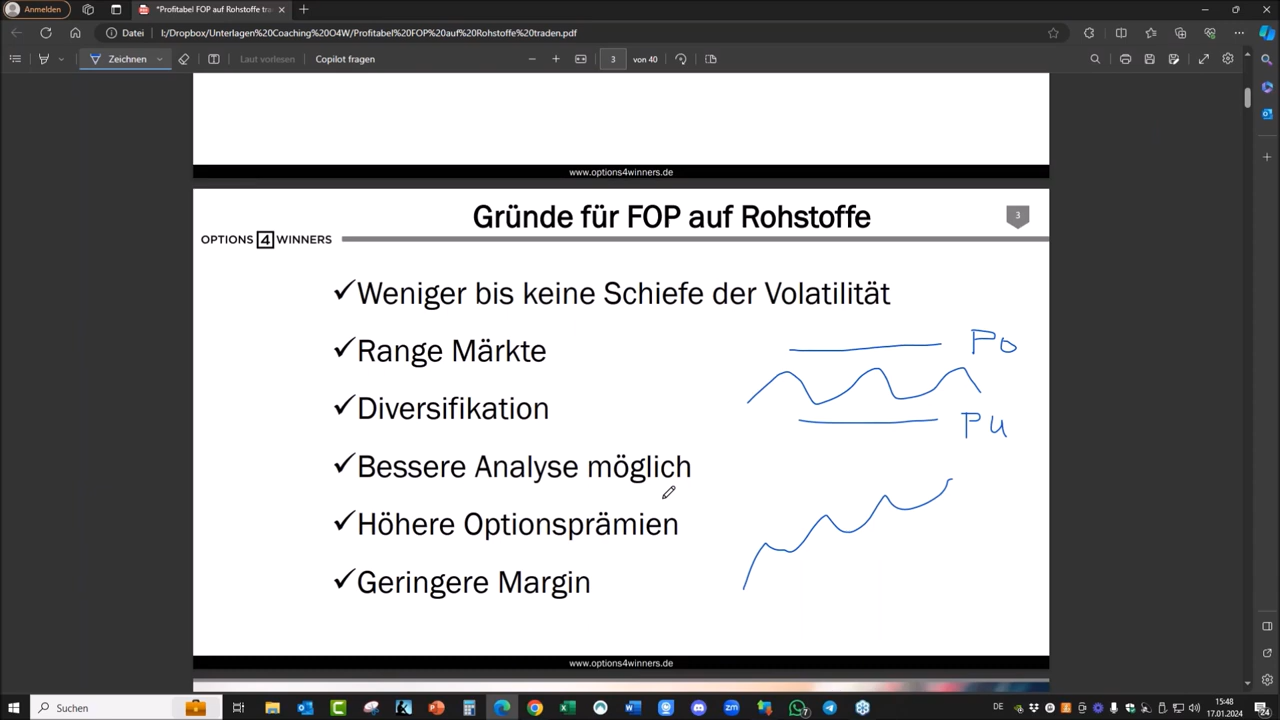 Anmelden
*Profitabel FOP auf Rohstoffe tra
Datei
I:/Dropbox/Unterlagen%20Coaching%20O4W/Profitabel%20FOP%20auf%20Rohstoffe%20traden.pdf
Zeichnen
Laut vorlesen
Copilot fragen
3 von 40
www.options4winners.de
Gründe für FOP auf Rohstoffe
3
OPTIONS 4 WINNERS
✓Weniger bis keine Schiefe der Volatilität
✓Range Märkte
Po
✓Diversifikation
Pu
✓Bessere Analyse möglich
✓Höhere Optionsprämien
✓Geringere Margin
www.options4winners.de
Suchen
7
DE
15:48
17.01.2024
24